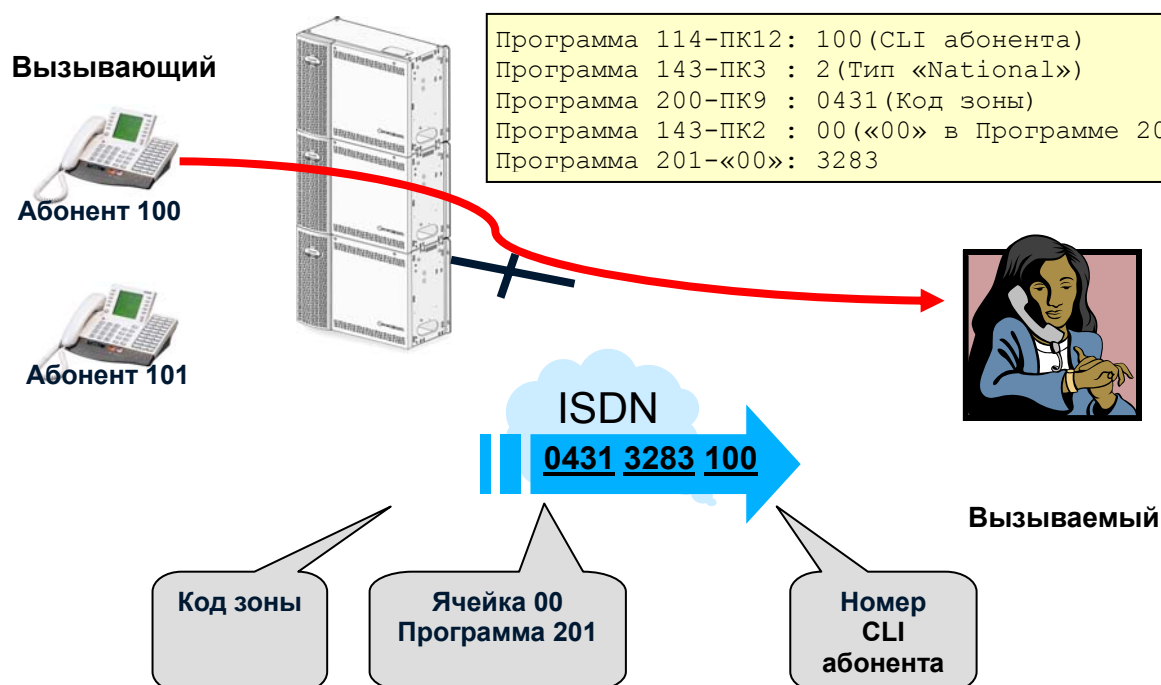 Программа 114-ПК12: 100(CLI абонента)
Программа 143-ПК3 : 2(Тип «National»)
Программа 200-ПК9 : 0431(Код зоны)
Программа 143-ПК2 : 00(«00» в Программе 20
Программа 201-«00»: 3283
Вызывающий
Абонент 100
Абонент 101
ISDN
0431 3283 100
Вызываемый
Код зоны
Ячейка 00
Программа 201
Номер
CLI
абонента